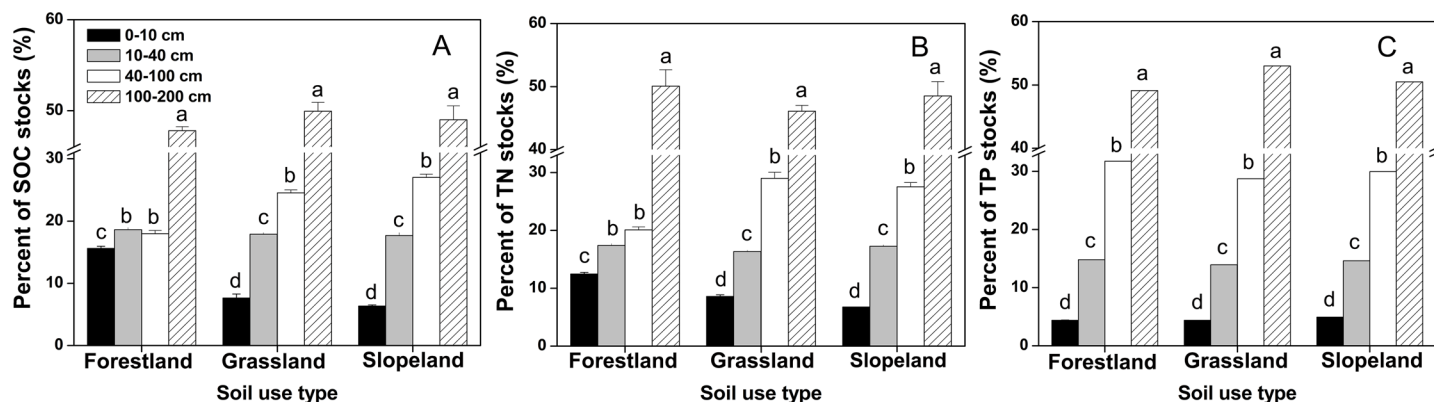 Percent of SOC stocks (%)
60
50
30
20
10
0
0-10 cm
10-40 cm
40-100 cm
100-200 cm
A
c b b a
d c b a
d c b a
Forestland Grassland Slopeland
Soil use type
Percent of TN stocks (%)
60
50
40
30
20
10
0
B
c b b a
d c b a
d c b a
Forestland Grassland Slopeland
Soil use type
Percent of TP stocks (%)
60
50
40
30
20
10
0
C
d c b a
d c b a
d c b a
Forestland Grassland Slopeland
Soil use type